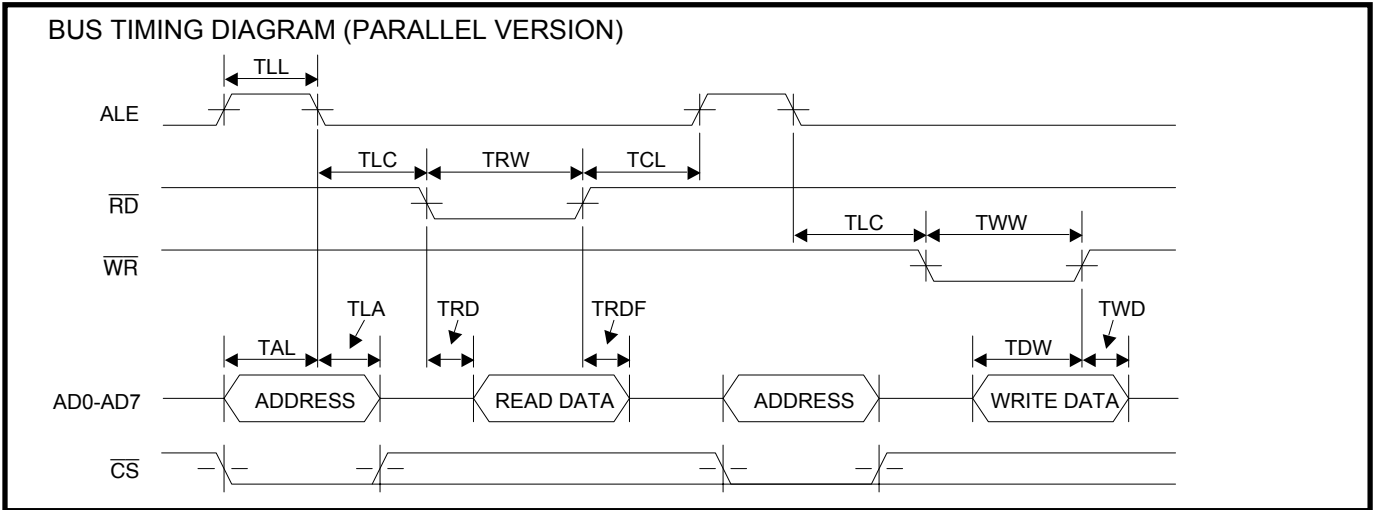 BUS TIMING DIAGRAM (PARALLEL VERSION)
TLL
ALE
TLC TRW TCL
RD
TLC TWW
WR
TLA TRD TRDF TWD
TAL TDW
AD0-AD7 ADDRESS READ DATA ADDRESS WRITE DATA
CS